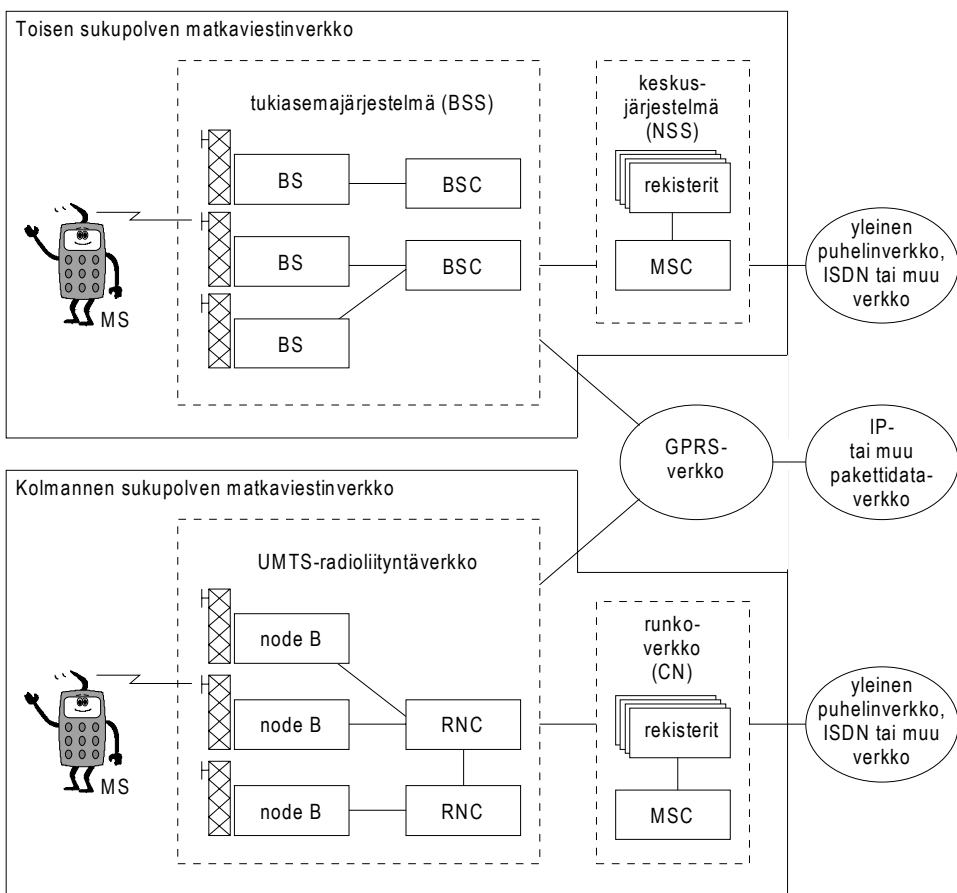 Toisen sukupolven matkaviestinverkko
tukiasemajärjestelmä (BSS)
BS
BSC
BS
BSC
BS
MS
keskus-
järjestelmä
(NSS)
rekisterit
MSC
yleinen
puhelinverkko,
ISDN tai muu
verkko
GPRS-
verkko
IP-
tai muu
pakettidata-
verkko
Kolmannen sukupolven matkaviestinverkko
UMTS-radioliityntäverkko
node B
node B
RNC
node B
RNC
MS
runko-
verkko
(CN)
rekisterit
MSC
yleinen
puhelinverkko,
ISDN tai muu
verkko